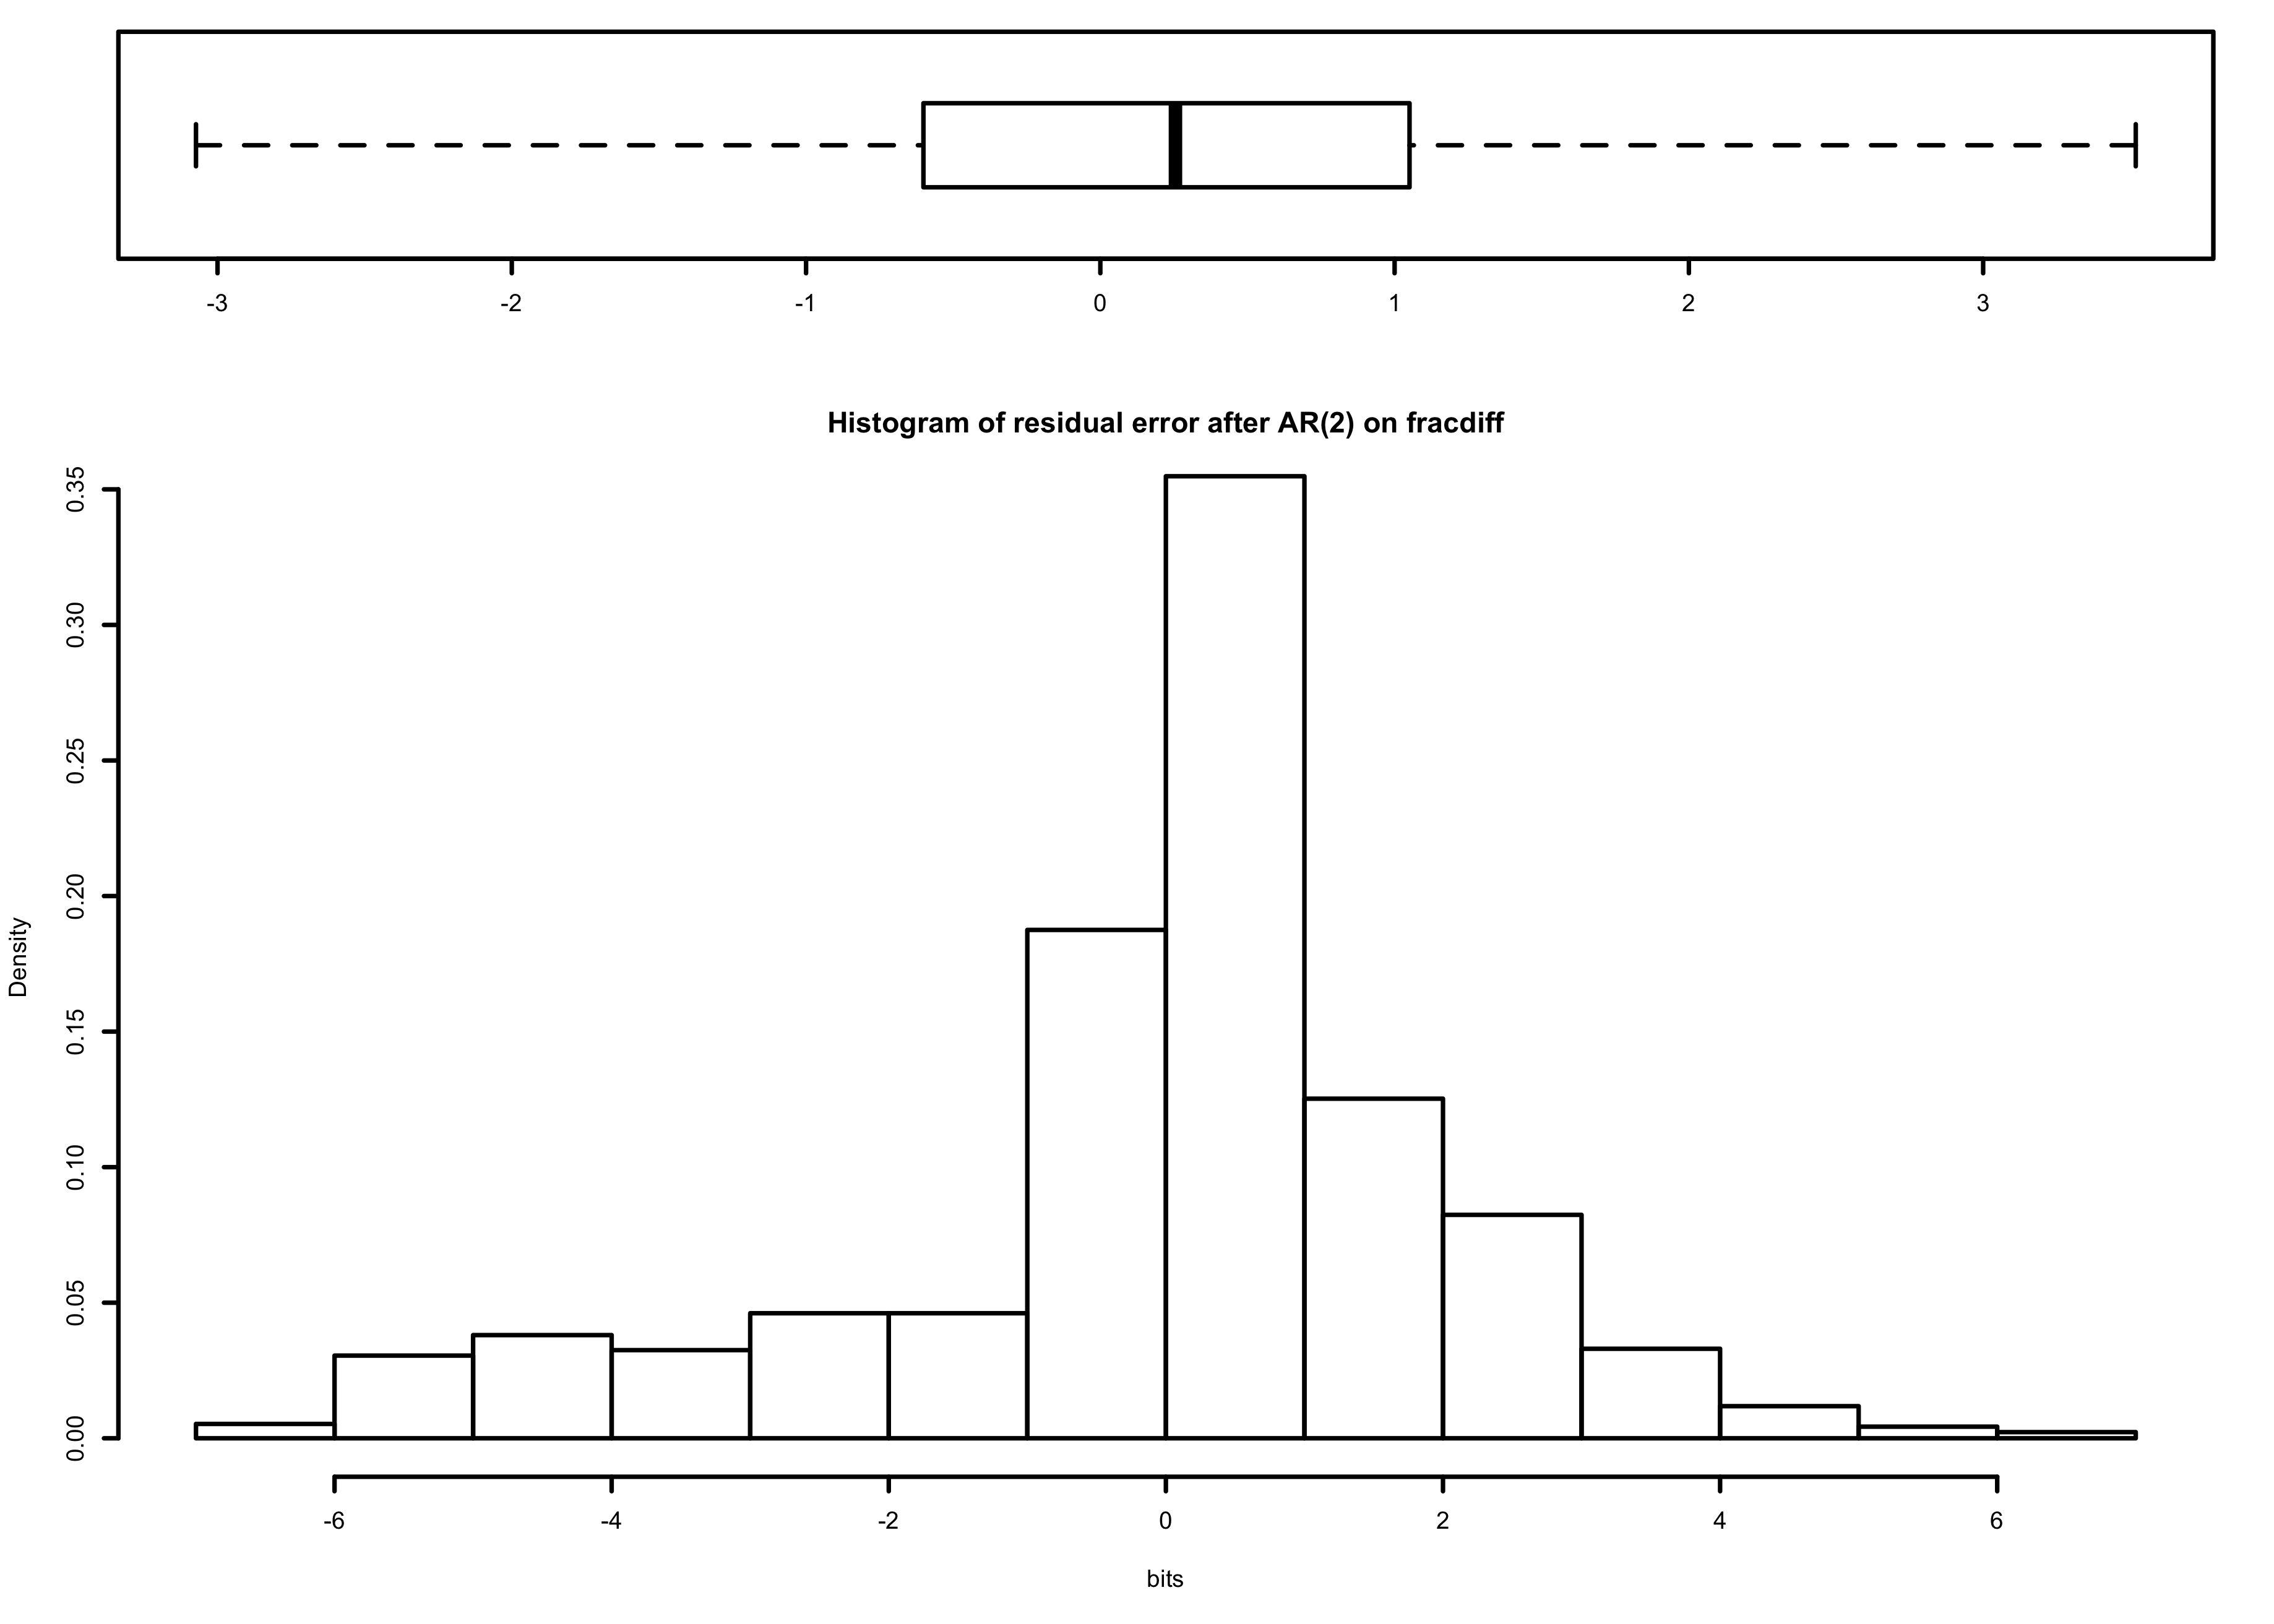 -3 -2 -1 0 1 2 3
Histogram of residual error after AR(2) on fracdiff
0.35
0.30
0.25
0.20
0.15
0.10
0.05
0.00
Density
-6 -4 -2 0 2 4 6
bits